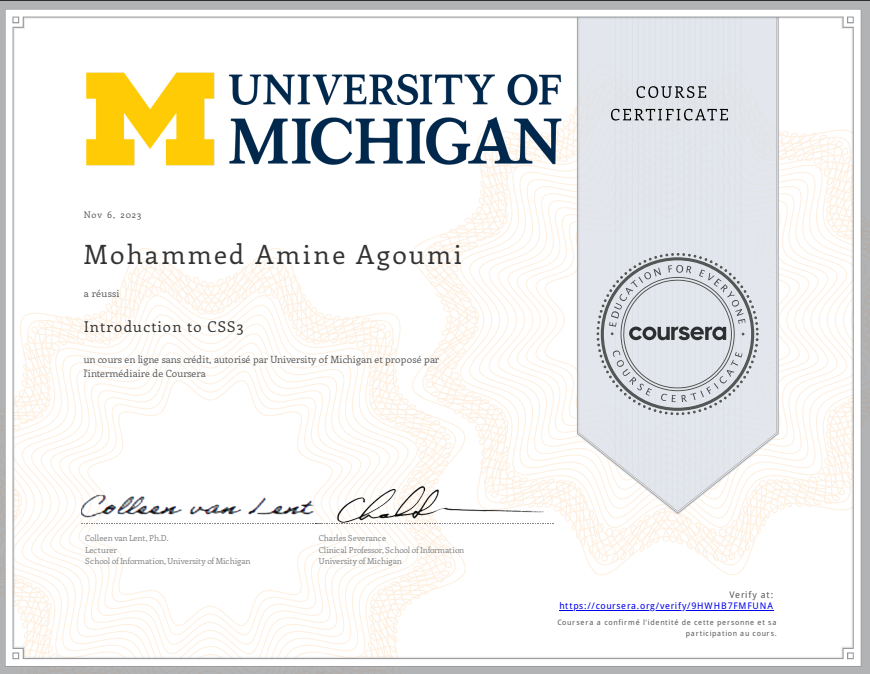 UNIVERSITY OF
MICHIGAN
COURSE
CERTIFICATE
Nov 6, 2023
Mohammed Amine Agoumi
a réussi
Introduction to CSS3
un cours en ligne sans crédit, autorisé par University of Michigan et proposé par
l'intermédiaire de Coursera
EDUCATION FOR EVERYONE
coursera
COURSE CERTIFICATE
Colleen van Lent
Colleen van Lent, Ph.D.
Lecturer
School of Information, University of Michigan
Charles Severance
Clinical Professor, School of Information
University of Michigan
Verify at:
https://coursera.org/verify/9HWHB7FMFUNA
Coursera a confirmé l'identité de cette personne et sa
participation au cours.